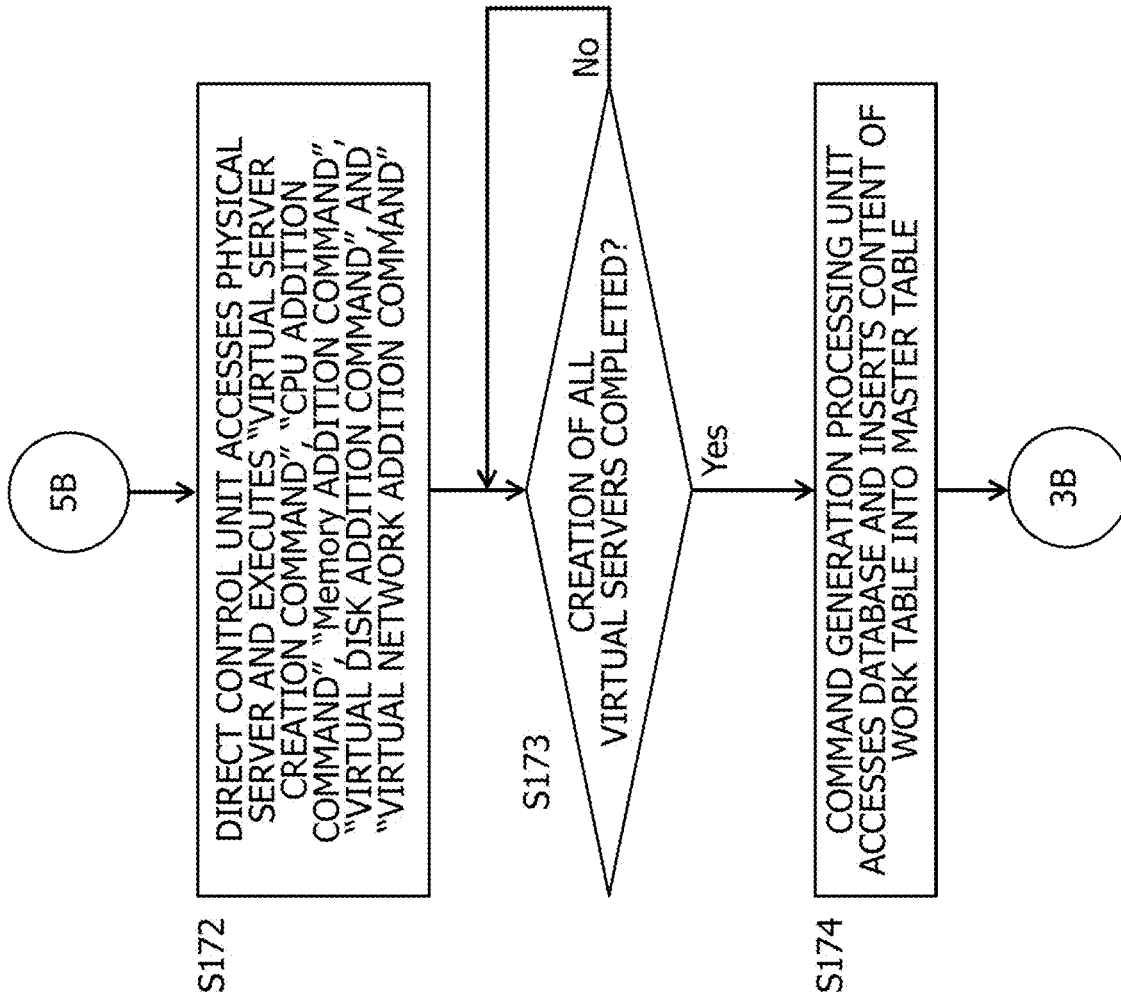 5B
S172
DIRECT CONTROL UNIT ACCESSES PHYSICAL
SERVER AND EXECUTES "VIRTUAL SERVER
CREATION COMMAND", "CPU ADDITION
COMMAND", "Memory ADDITION COMMAND",
"VIRTUAL DISK ADDITION COMMAND", AND
"VIRTUAL NETWORK ADDITION COMMAND"
S173
CREATION OF ALL
VIRTUAL SERVERS COMPLETED?
No
Yes
S174
COMMAND GENERATION PROCESSING UNIT
ACCESSES DATABASE AND INSERTS CONTENT OF
WORK TABLE INTO MASTER TABLE
3B